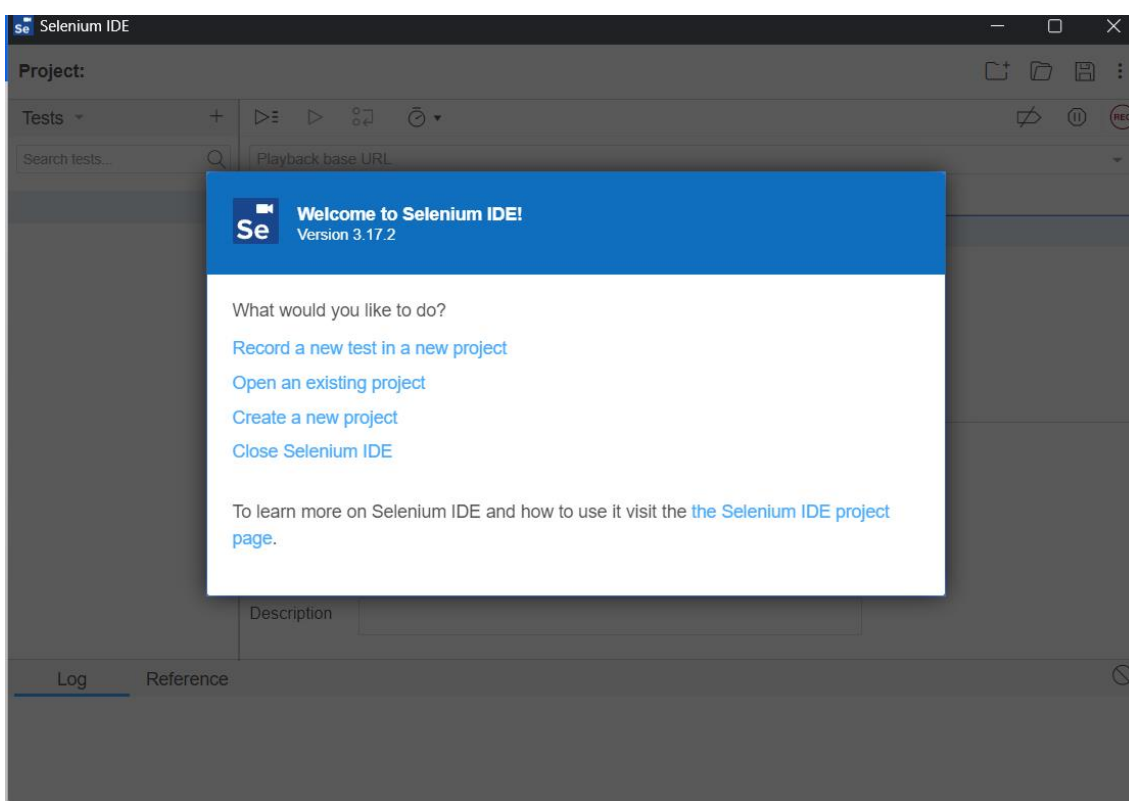 Se Selenium IDE
Project:
Tests
Search tests...
Playback base URL
REC
Se
Welcome to Selenium IDE!
Version 3.17.2
What would you like to do?
Record a new test in a new project
Open an existing project
Create a new project
Close Selenium IDE
To learn more on Selenium IDE and how to use it visit the the Selenium IDE project
page.
Description
Log Reference